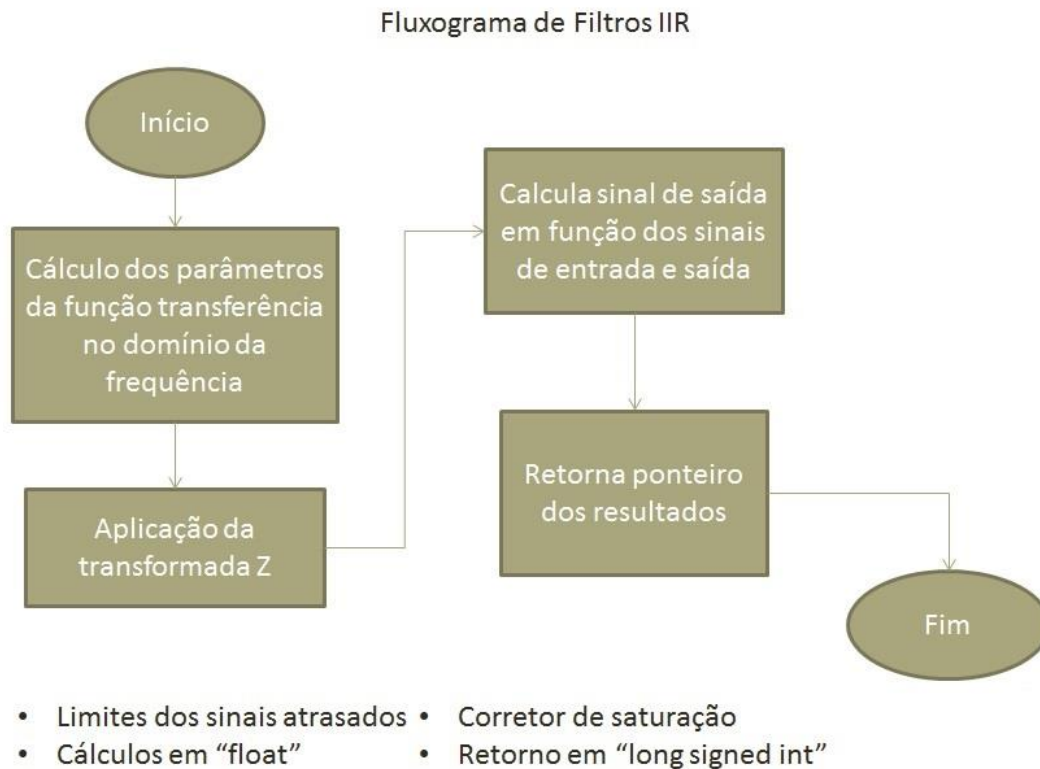 Fluxograma de Filtros IIR
Início
Cálculo dos parâmetros
da função transferência
no domínio da
frequência
Aplicação da
transformada Z
Calcula sinal de saída
em função dos sinais
de entrada e saída
Retorna ponteiro
dos resultados
Fim
• Limites dos sinais atrasados
• Cálculos em “float”
• Corretor de saturação
• Retorno em “long signed int”